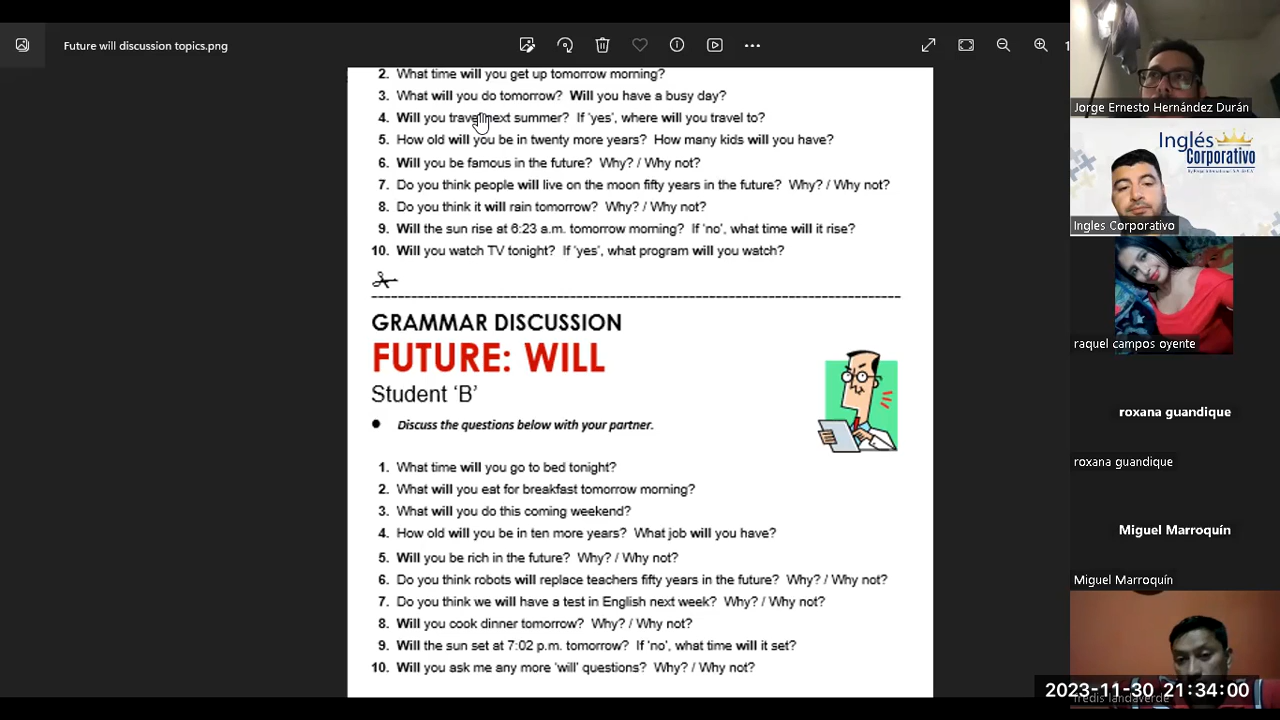 Future will discussion topics.png
2. What time will you get up tomorrow morning?
3. What will you do tomorrow? Will you have a busy day?
4. Will you travel next summer? If 'yes', where will you travel to?
5. How old will you be in twenty more years? How many kids will you have?
6. Will you be famous in the future? Why? / Why not?
7. Do you think people will live on the moon fifty years in the future? Why? / Why not?
8. Do you think it will rain tomorrow? Why? / Why not?
9. Will the sun rise at 6:23 a.m. tomorrow morning? If 'no', what time will it rise?
10. Will you watch TV tonight? If 'yes', what program will you watch?
GRAMMAR DISCUSSION
FUTURE: WILL
Student 'B'
Discuss the questions below with your partner.
1. What time will you go to bed tonight?
2. What will you eat for breakfast tomorrow morning?
3. What will you do this coming weekend?
4. How old will you be in ten more years? What job will you have?
5. Will you be rich in the future? Why? / Why not?
6. Do you think robots will replace teachers fifty years in the future? Why? / Why not?
7. Do you think we will have a test in English next week? Why? / Why not?
8. Will you cook dinner tomorrow? Why? / Why not?
9. Will the sun set at 7:02 p.m. tomorrow? If 'no', what time will it set?
10. Will you ask me any more 'will' questions? Why? / Why not?
Jorge Ernesto Hernández Durán
Inglés
Corporativo
Ingles Corporativo
raquel campos oyente
roxana guandique
roxana guandique
Miguel Marroquín
Miguel Marroquín
2023-11-30 21:34:00
fredis landaverde